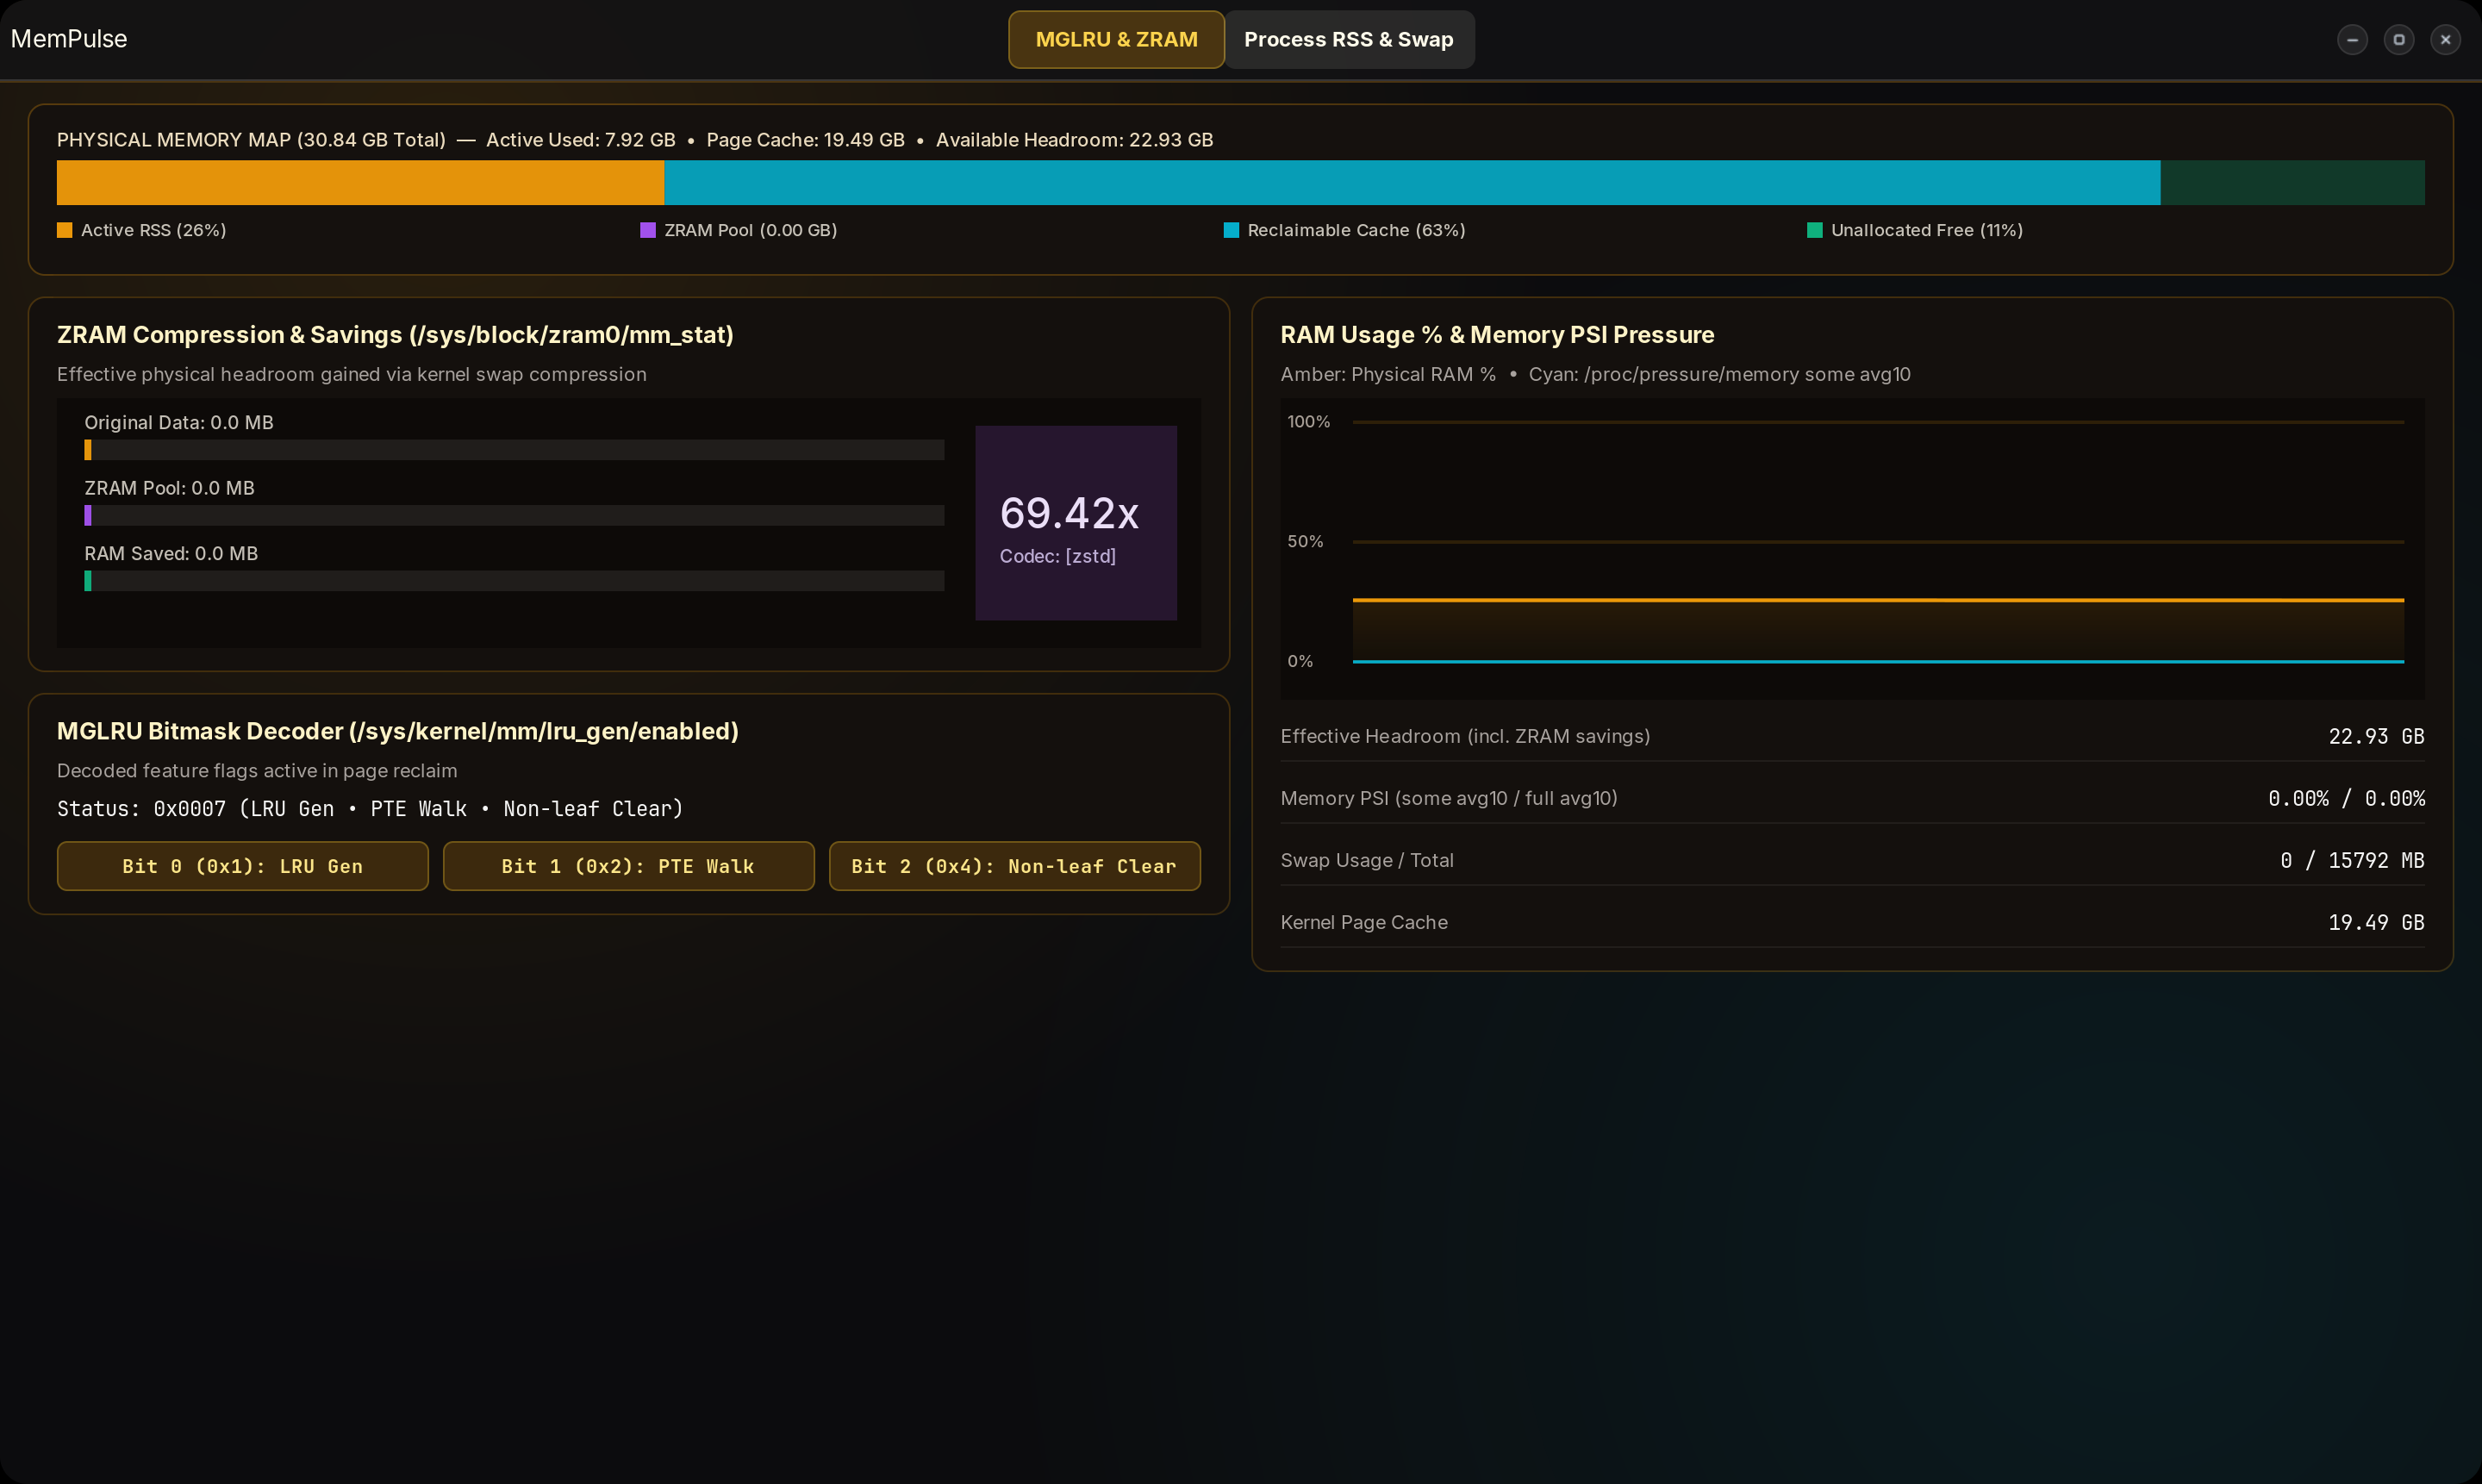 MemPulse
MGLRU & ZRAM
Process RSS & Swap
PHYSICAL MEMORY MAP (30.84 GB Total) — Active Used: 7.92 GB • Page Cache: 19.49 GB • Available Headroom: 22.93 GB
Active RSS (26%)
ZRAM Pool (0.00 GB)
Reclaimable Cache (63%)
Unallocated Free (11%)
ZRAM Compression & Savings (/sys/block/zram0/mm_stat)
Effective physical headroom gained via kernel swap compression
Original Data: 0.0 MB
ZRAM Pool: 0.0 MB
RAM Saved: 0.0 MB
69.42x
Codec: [zstd]
MGLRU Bitmask Decoder (/sys/kernel/mm/lru_gen/enabled)
Decoded feature flags active in page reclaim
Status: 0x0007 (LRU Gen • PTE Walk • Non-leaf Clear)
Bit 0 (0x1): LRU Gen
Bit 1 (0x2): PTE Walk
Bit 2 (0x4): Non-leaf Clear
RAM Usage % & Memory PSI Pressure
Amber: Physical RAM % • Cyan: /proc/pressure/memory some avg10
100%
50%
0%
Effective Headroom (incl. ZRAM savings) 22.93 GB
Memory PSI (some avg10 / full avg10) 0.00% / 0.00%
Swap Usage / Total 0 / 15792 MB
Kernel Page Cache 19.49 GB